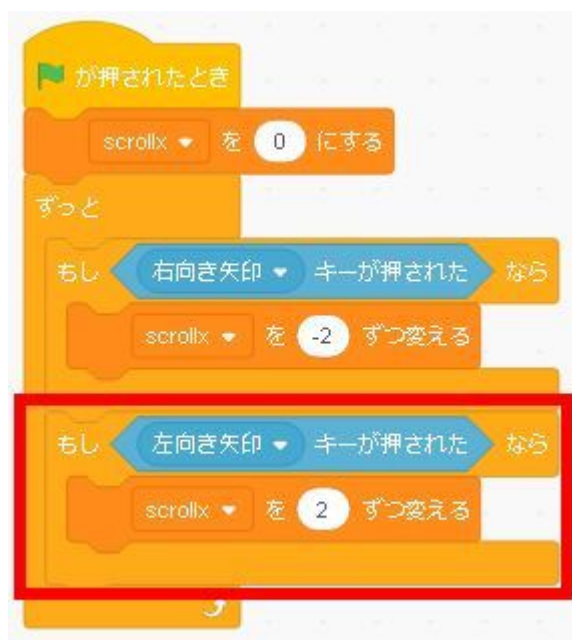 が押されたとき
scrollx を 0 にする
ずっと
もし 右向き矢印 キーが押された なら
scrollx を -2 ずつ変える
もし 左向き矢印 キーが押された なら
scrollx を 2 ずつ変える